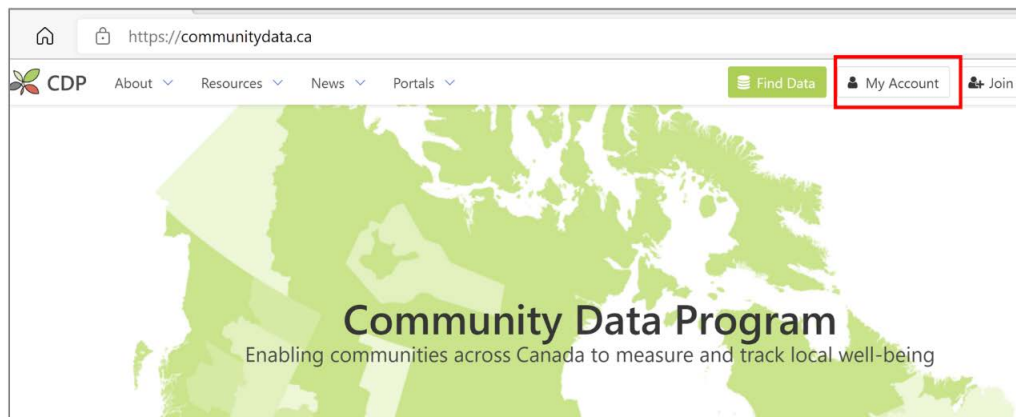 https://communitydata.ca
CDP About Resources News Portals Find Data My Account Join
Community Data Program
Enabling communities across Canada to measure and track local well-being